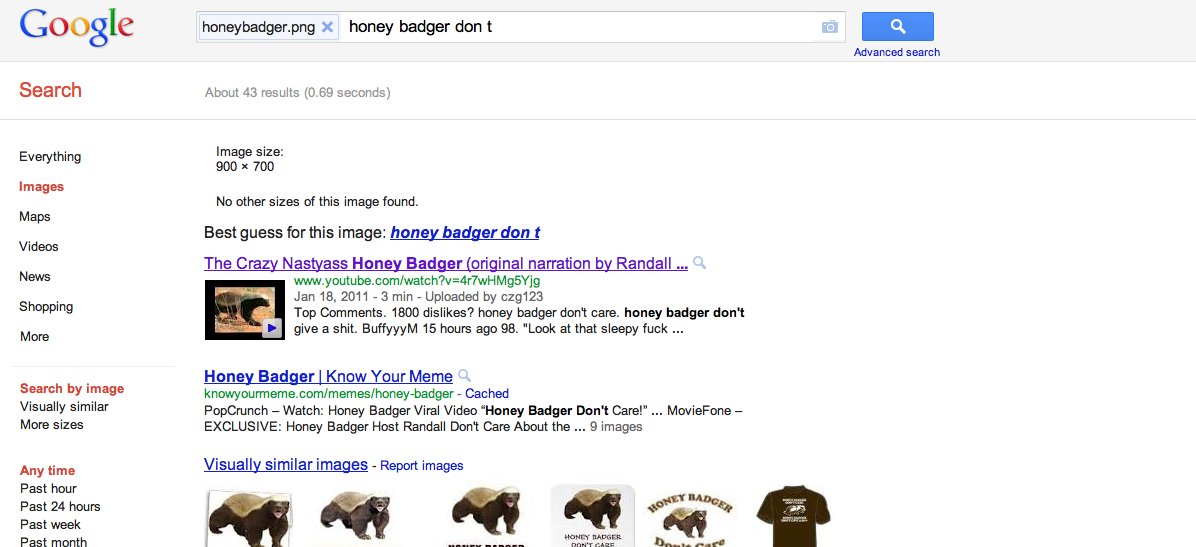 Google
honeybadger.png
honey badger don t
Advanced search
Search
About 43 results (0.69 seconds)
Everything
Images
Maps
Videos
News
Shopping
More
Search by image
Visually similar
More sizes
Any time
Past hour
Past 24 hours
Past week
Past month
Image size:
900 × 700
No other sizes of this image found.
Best guess for this image: honey badger don t
The Crazy Nastyass Honey Badger (original narration by Randall ...
www.youtube.com/watch?v=4r7wHMg5Yjg
Jan 18, 2011 - 3 min - Uploaded by czg123
Top Comments. 1800 dislikes? honey badger don't care. honey badger don't
give a shit. BuffyyyM 15 hours ago 98. "Look at that sleepy fuck ...
Honey Badger | Know Your Meme
knowyourmeme.com/memes/honey-badger - Cached
PopCrunch – Watch: Honey Badger Viral Video “Honey Badger Don't Care!” ... MovieFone –
EXCLUSIVE: Honey Badger Host Randall Don't Care About the ... 9 images
Visually similar images - Report images
HONEY BADGER
HONEY BADGER
DON'T CARE
HONEY BADGER
Don't Care
HONEY BADGER
DON'T CARE